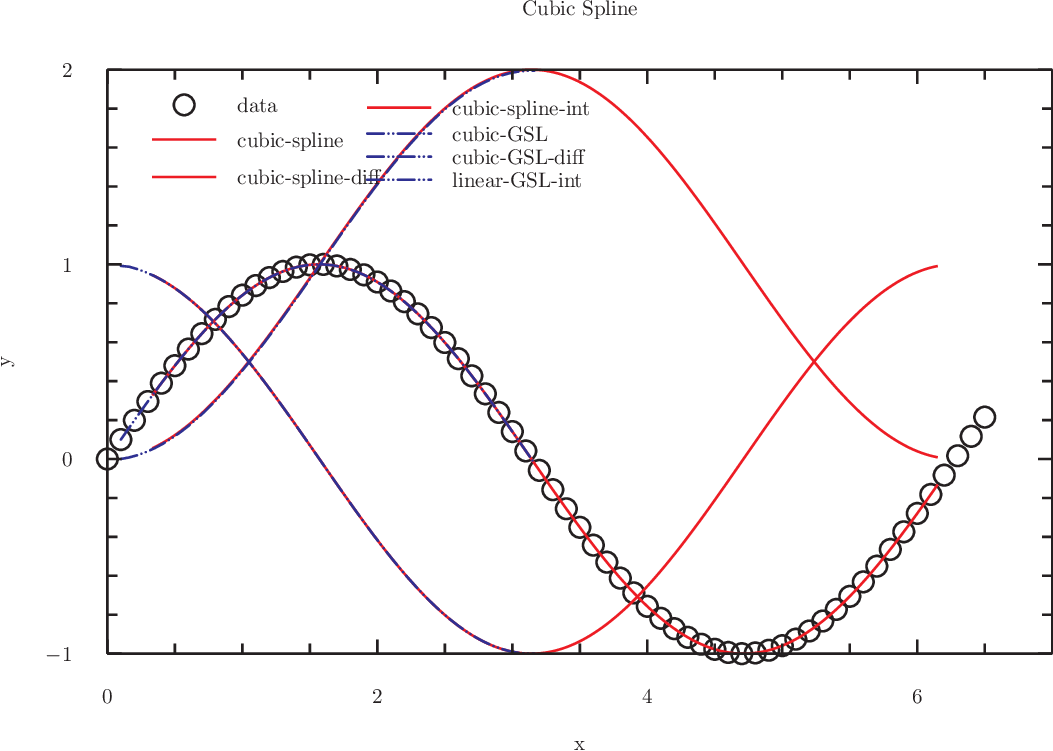 Cubic Spline
2
data
cubic-spline
cubic-spline-diff
cubic-spline-int
cubic-GSL
cubic-GSL-diff
linear-GSL-int
1
y
0
−1
0 2 4 6
x